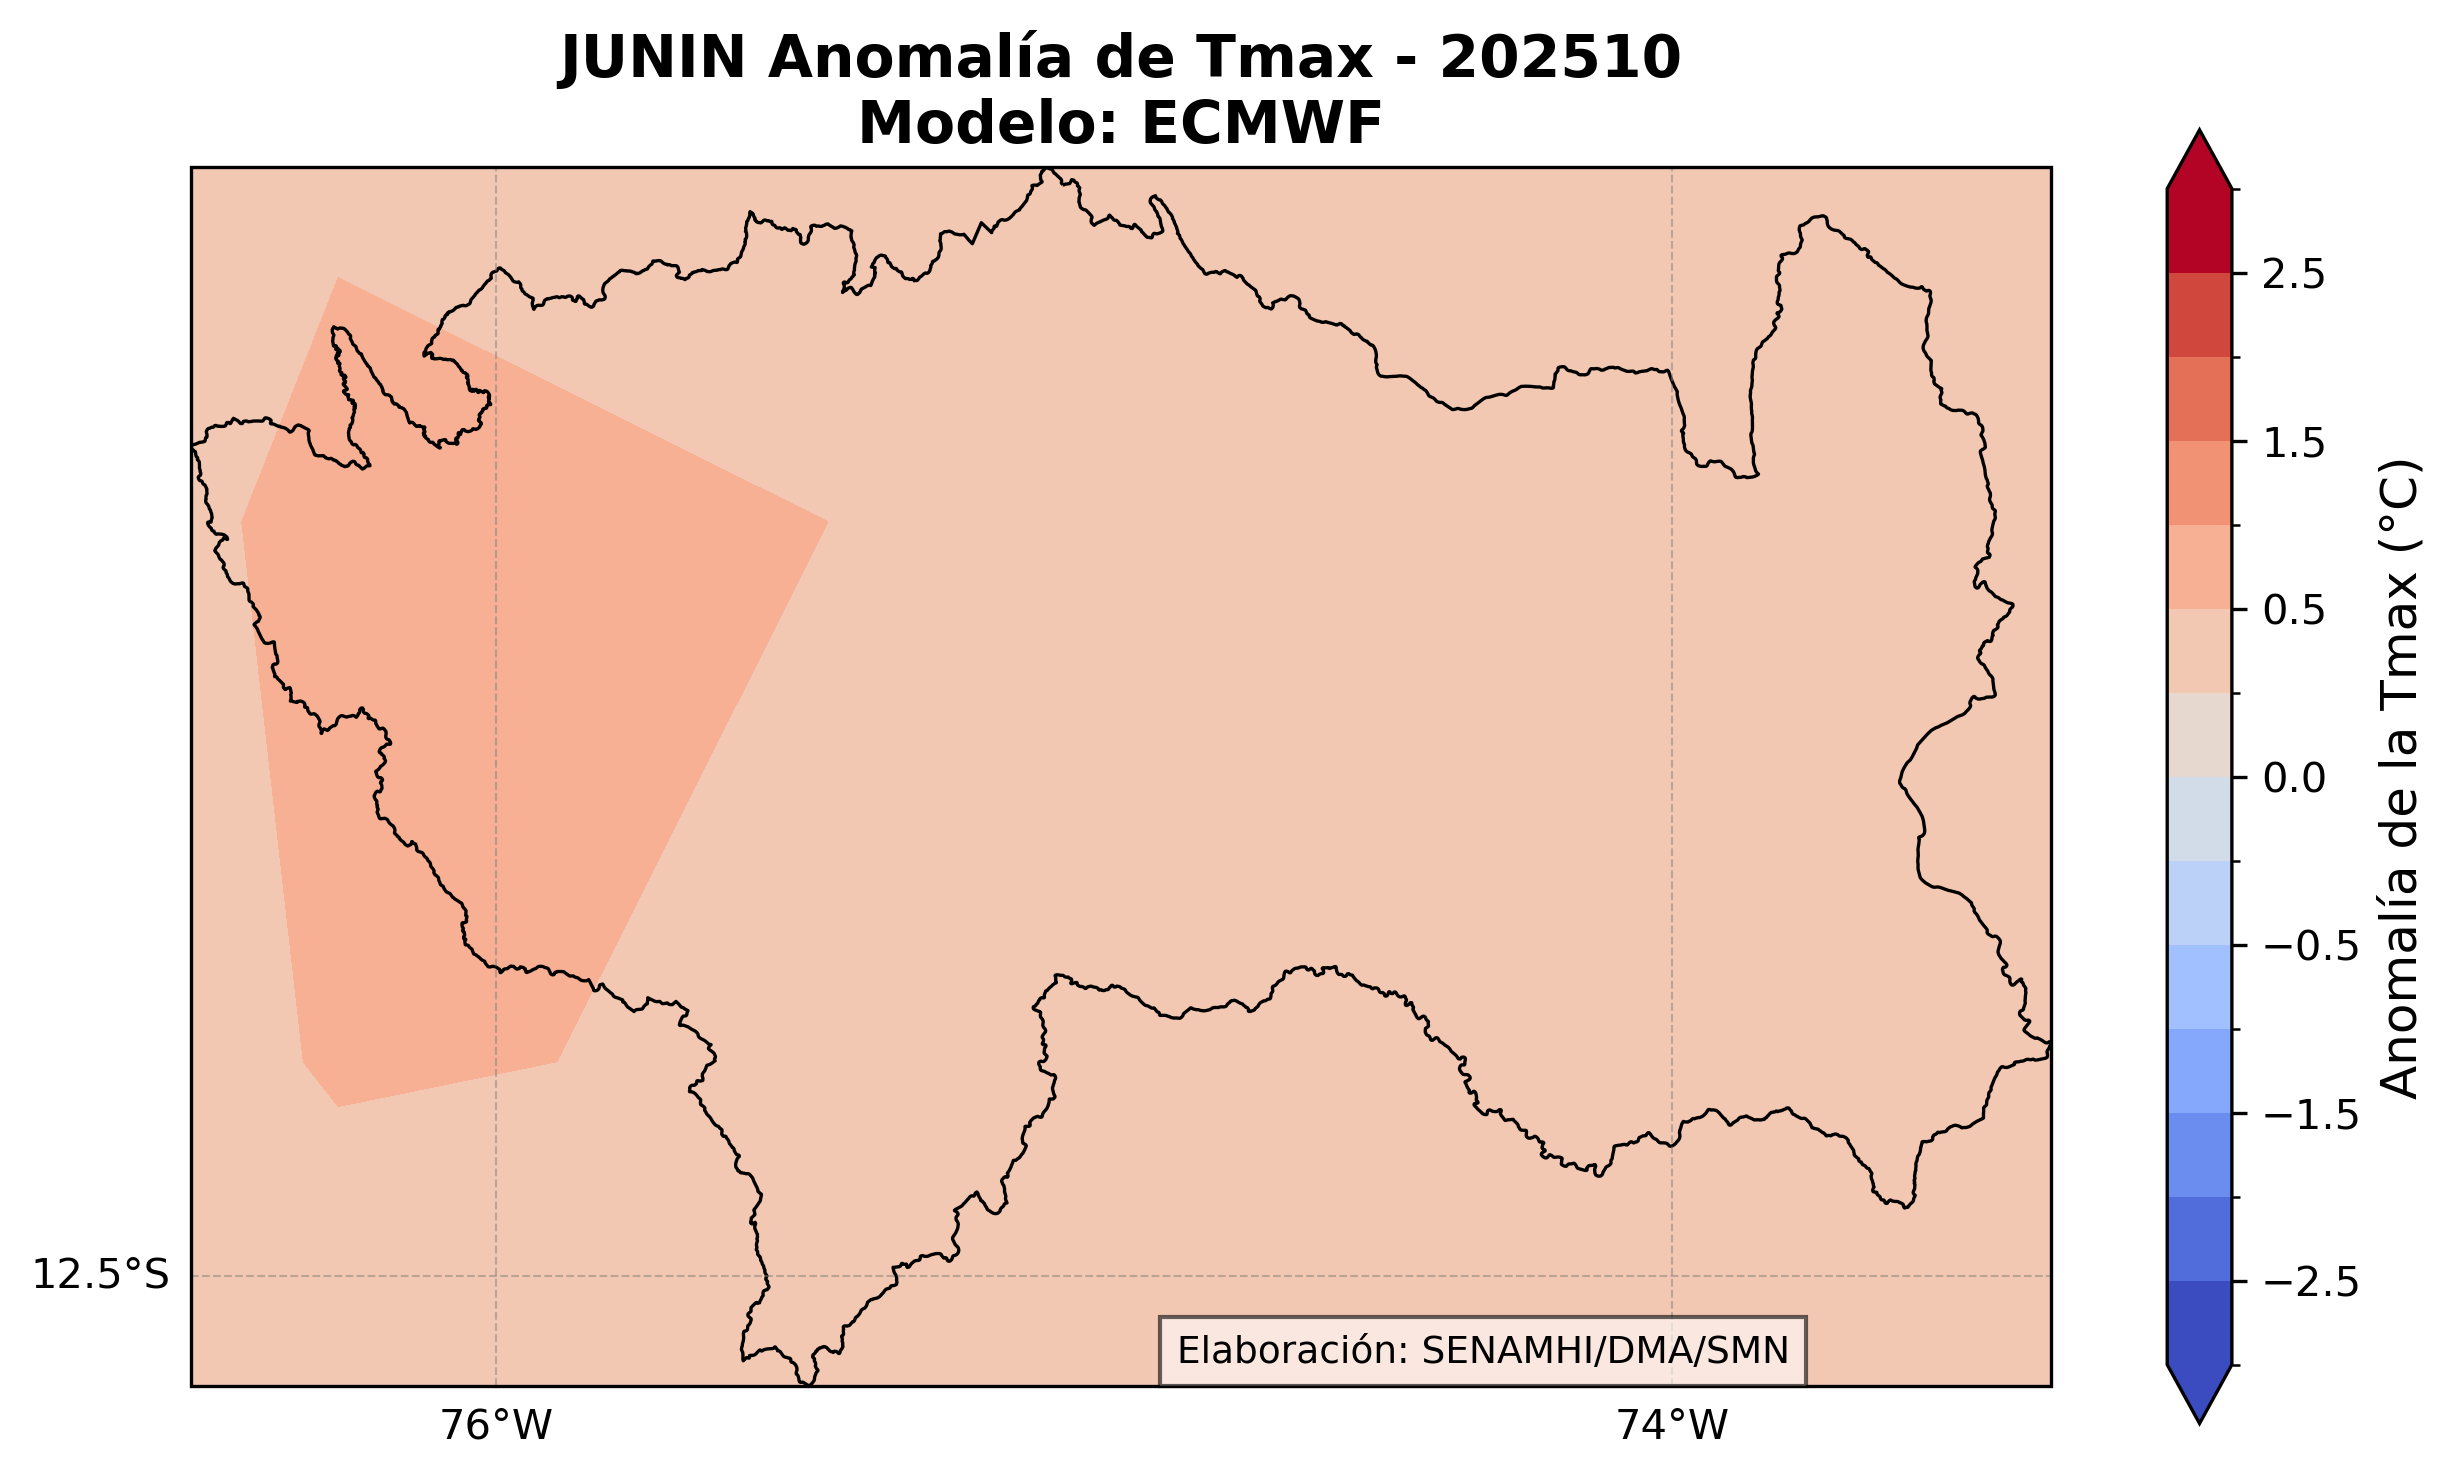 JUNIN Anomalía de Tmax - 202510
Modelo: ECMWF
2.5
1.5
0.5
0.0
−0.5
−1.5
−2.5
Anomalía de la Tmax (°C)
12.5°S
Elaboración: SENAMHI/DMA/SMN
76°W
74°W